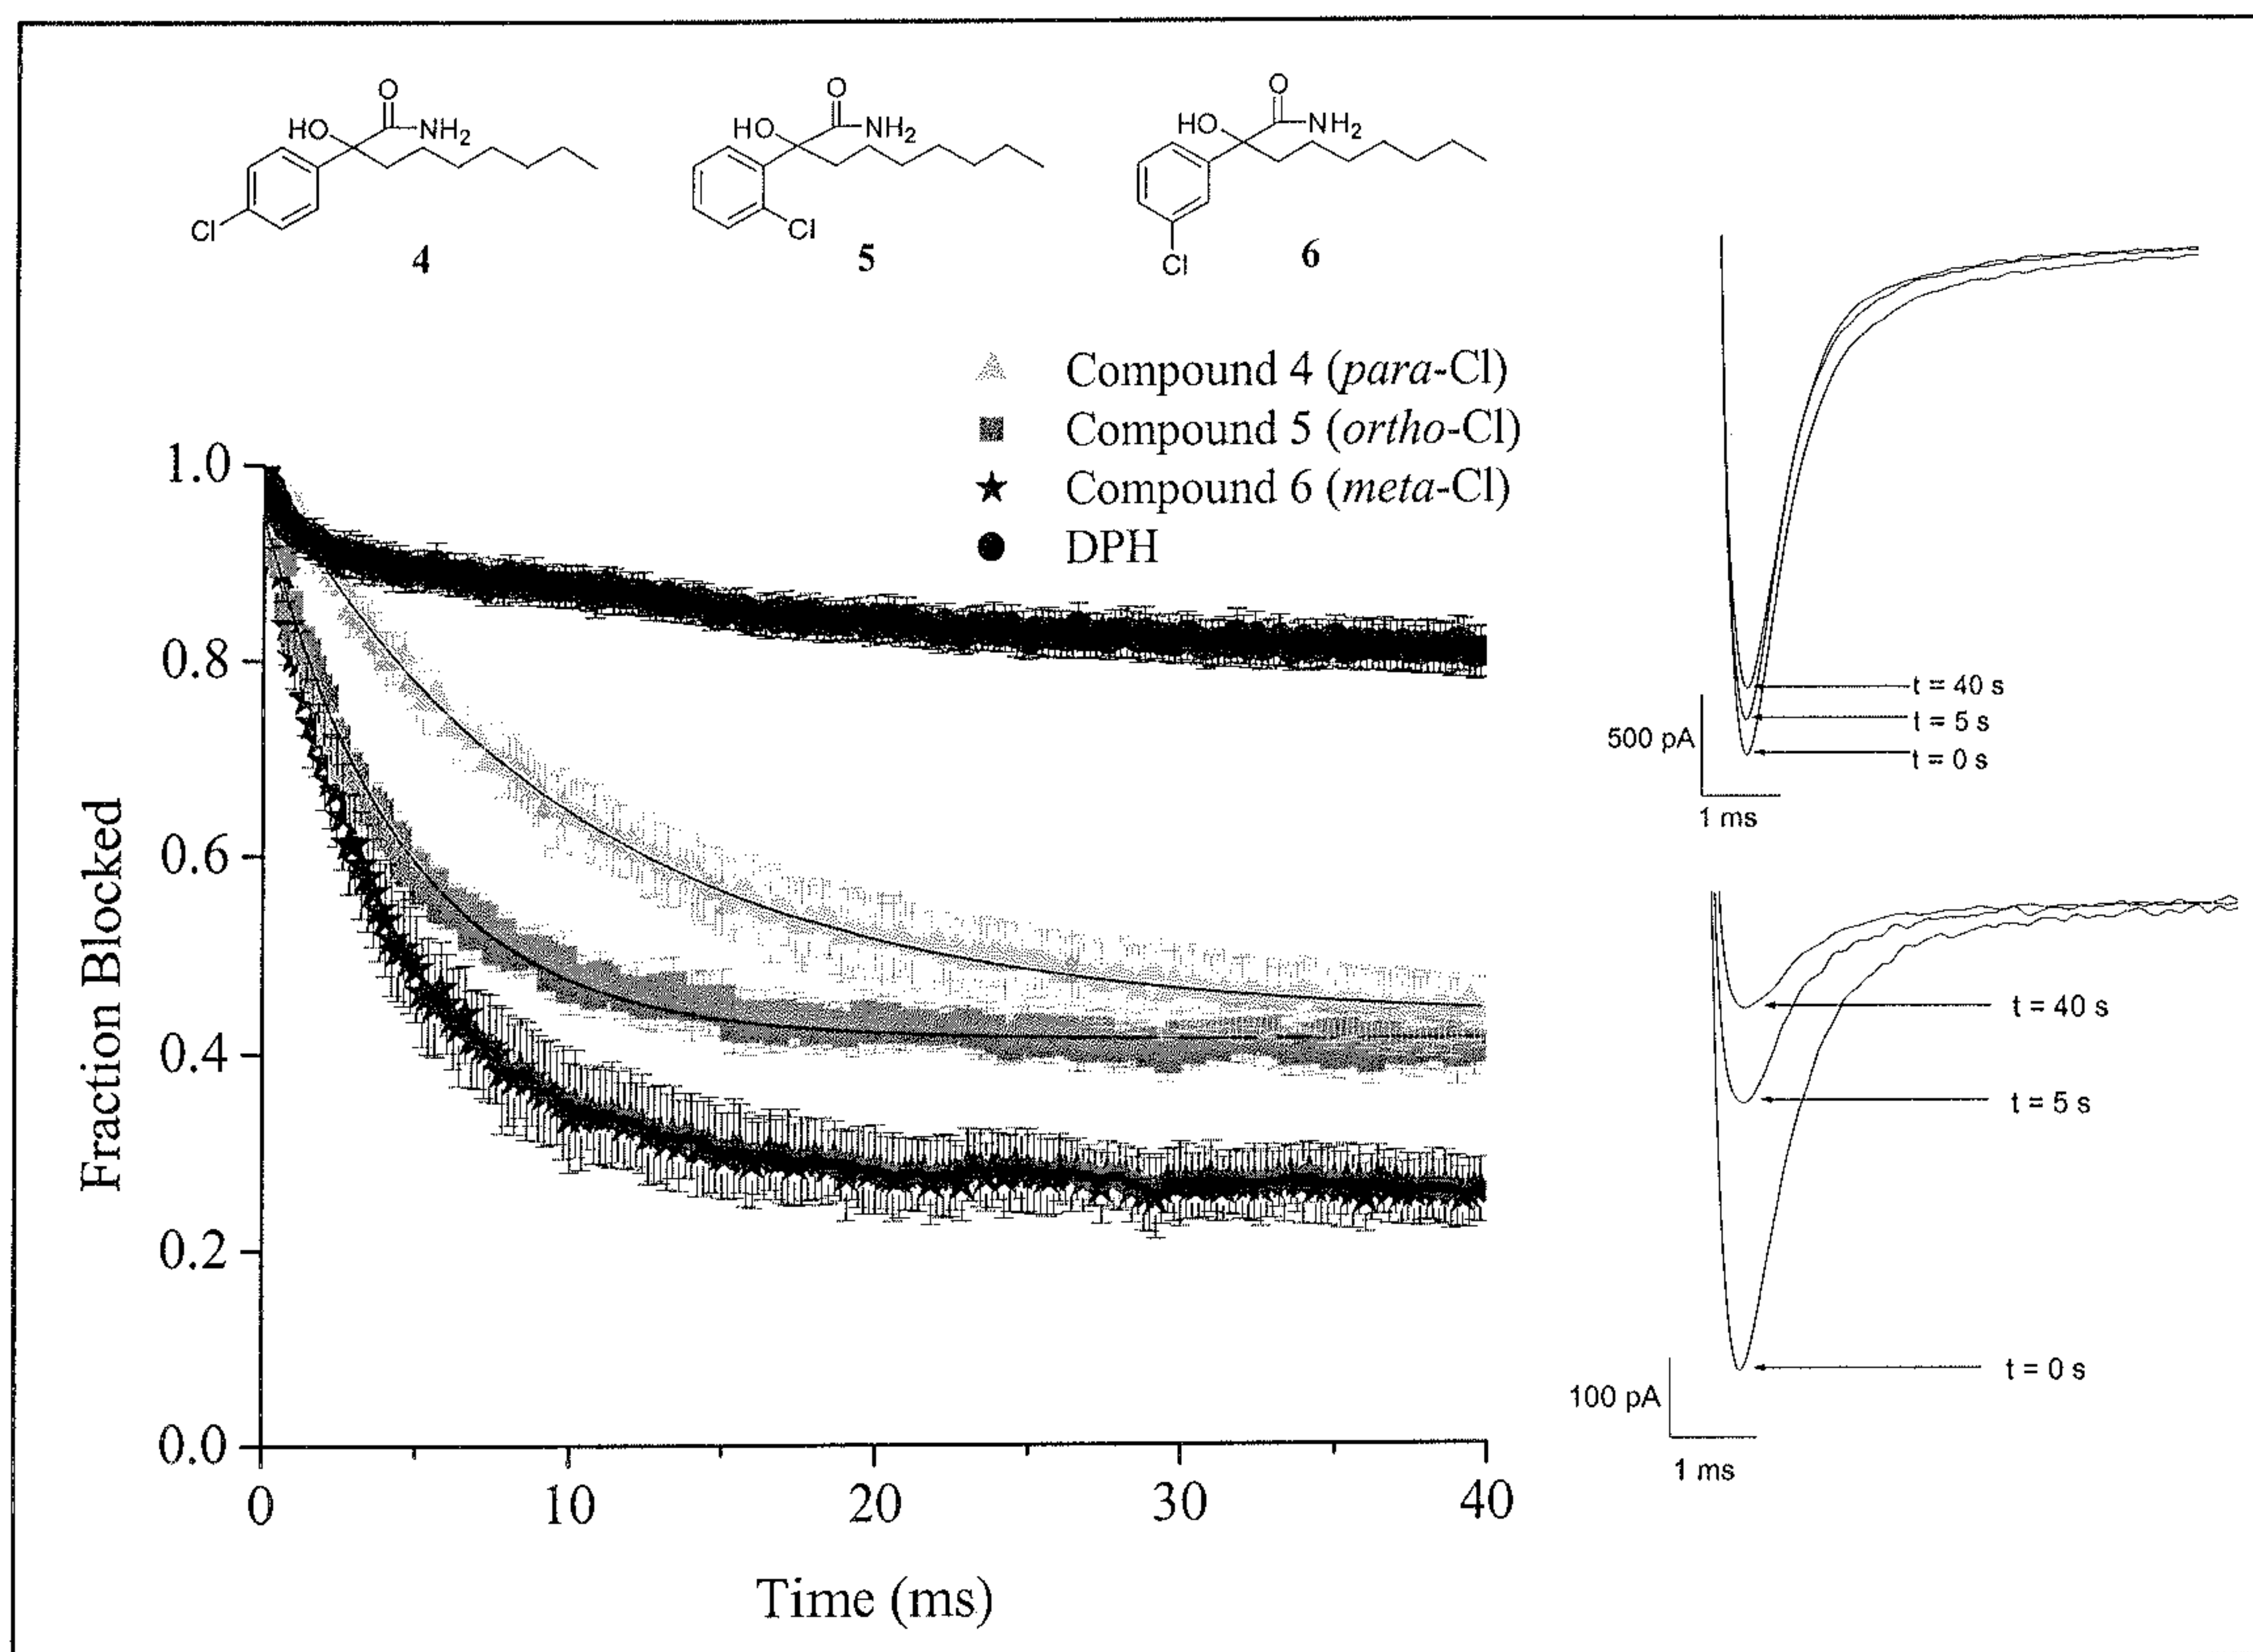 O
HO
NH2
Cl
4
O
HO
NH2
Cl
5
O
HO
NH2
Cl
6
Compound 4 (para-Cl)
Compound 5 (ortho-Cl)
Compound 6 (meta-Cl)
DPH
1.0
0.8
0.6
0.4
0.2
0.0
Fraction Blocked
0
10
20
30
40
Time (ms)
t = 40 s
t = 5 s
t = 0 s
500 pA
1 ms
t = 40 s
t = 5 s
t = 0 s
100 pA
1 ms